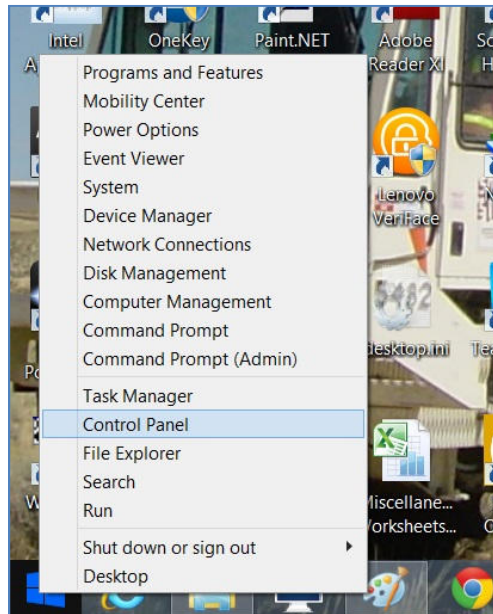 Intel
OneKey
Paint.NET
Adobe
Reader XI
Programs and Features
Mobility Center
Power Options
Event Viewer
System
Device Manager
Network Connections
Disk Management
Computer Management
Command Prompt
Command Prompt (Admin)
Task Manager
Control Panel
File Explorer
Search
Run
Shut down or sign out
Desktop
Lenovo
VeriFace
5482
desktop.ini
Miscellane...
Worksheets...